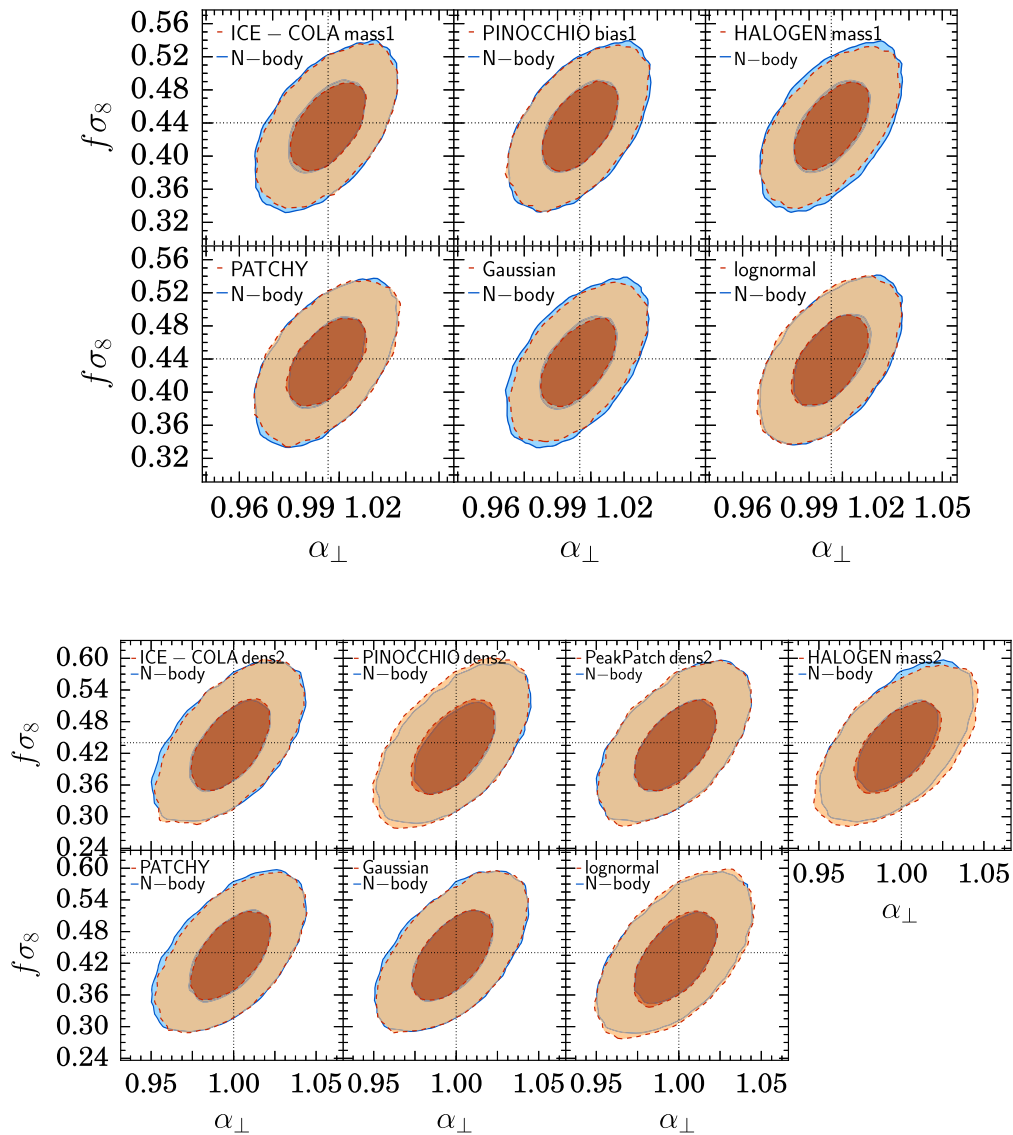 0.56
0.52
0.48
0.44
0.40
0.36
0.32
fσ8
ICE − COLA mass1
N−body
PINOCCHIO bias1
N−body
HALOGEN mass1
N−body
0.56
0.52
0.48
0.44
0.40
0.36
0.32
fσ8
PATCHY
N−body
Gaussian
N−body
lognormal
N−body
0.96 0.99 1.02 0.96 0.99 1.02 0.96 0.99 1.02 1.05
α⊥ α⊥ α⊥
0.60
0.54
0.48
0.42
0.36
0.30
0.24
fσ8
ICE − COLA dens2
N−body
PINOCCHIO dens2
N−body
PeakPatch dens2
N−body
HALOGEN mass2
N−body
0.95 1.00 1.05
α⊥
0.60
0.54
0.48
0.42
0.36
0.30
0.24
fσ8
PATCHY
N−body
Gaussian
N−body
lognormal
N−body
0.95 1.00 1.05 0.95 1.00 1.05 0.95 1.00 1.05
α⊥ α⊥ α⊥